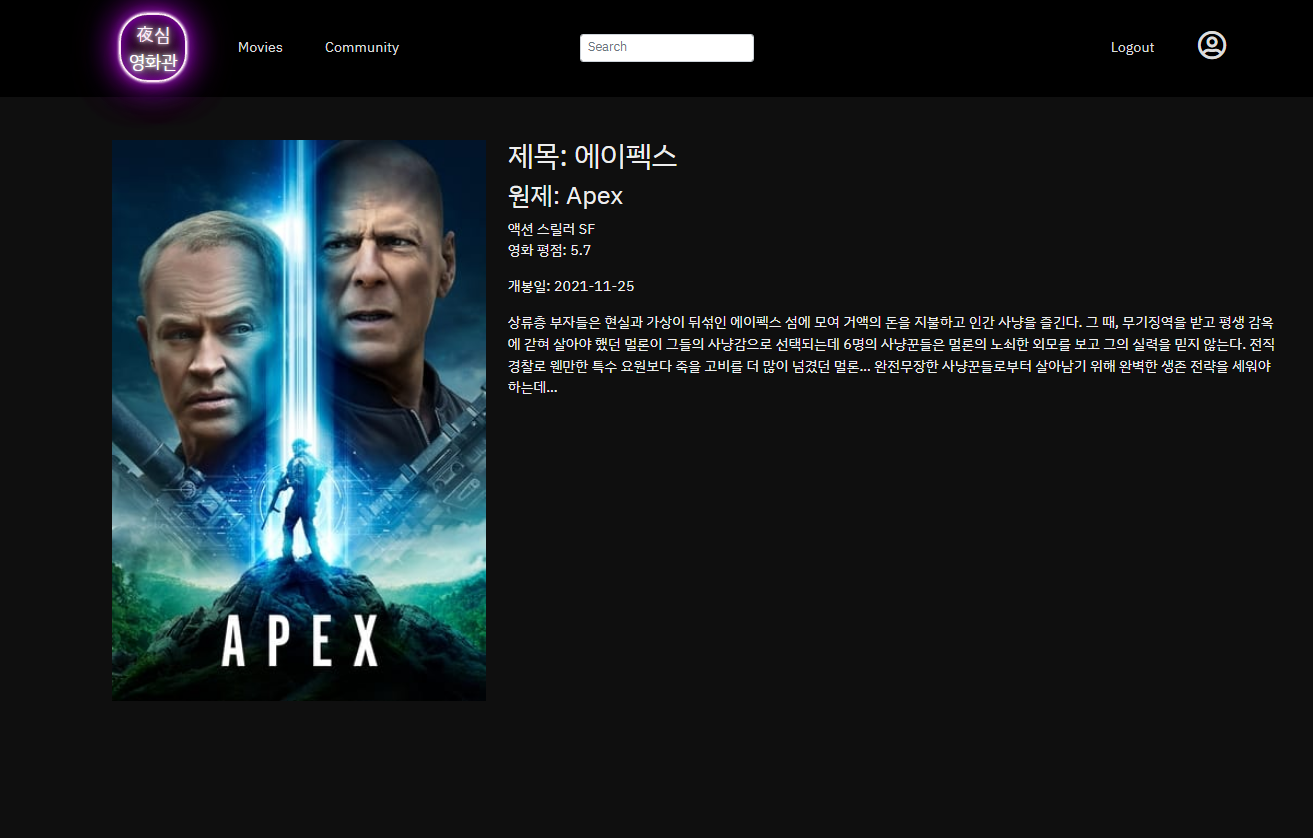 夜심
영화관
Movies
Community
Search
Logout
제목: 에이펙스
원제: Apex
액션 스릴러 SF
영화 평점: 5.7
개봉일: 2021-11-25
상류층 부자들은 현실과 가상이 뒤섞인 에이펙스 섬에 모여 거액의 돈을 지불하고 인간 사냥을 즐긴다. 그 때, 무기징역을 받고 평생 감옥
에 갇혀 살아야 했던 멀론이 그들의 사냥감으로 선택되는데 6명의 사냥꾼들은 멀론의 노쇠한 외모를 보고 그의 실력을 믿지 않는다. 전직
경찰로 웬만한 특수 요원보다 죽을 고비를 더 많이 넘겼던 멀론... 완전무장한 사냥꾼들로부터 살아남기 위해 완벽한 생존 전략을 세워야
하는데...
APEX